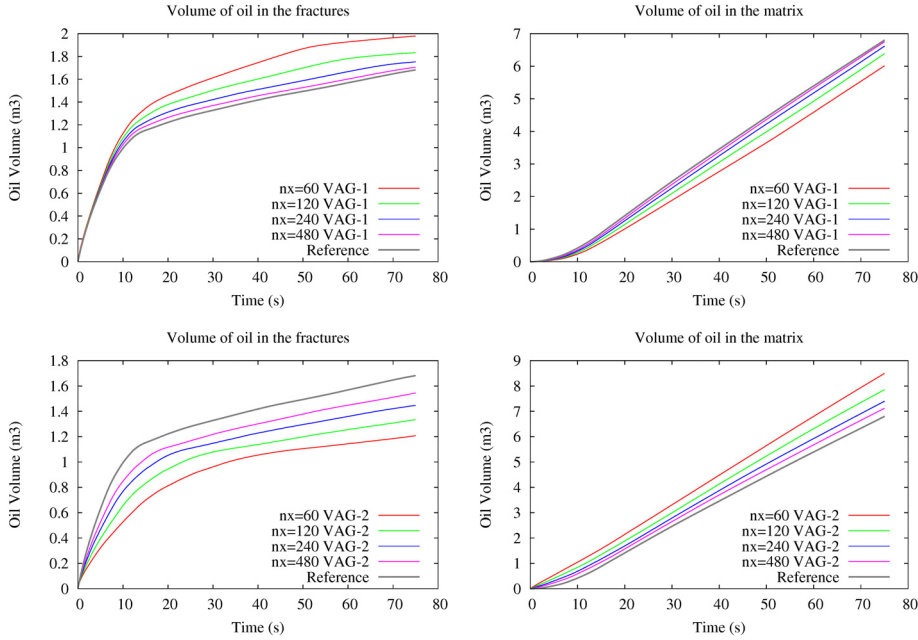 Volume of oil in the fractures
Oil Volume (m3)
2
1.8
1.6
1.4
1.2
1
0.8
0.6
0.4
0.2
0
nx=60 VAG-1
nx=120 VAG-1
nx=240 VAG-1
nx=480 VAG-1
Reference
0 10 20 30 40 50 60 70 80
Time (s)
Volume of oil in the matrix
Oil Volume (m3)
7
6
5
4
3
2
1
0
nx=60 VAG-1
nx=120 VAG-1
nx=240 VAG-1
nx=480 VAG-1
Reference
0 10 20 30 40 50 60 70 80
Time (s)
Volume of oil in the fractures
Oil Volume (m3)
1.8
1.6
1.4
1.2
1
0.8
0.6
0.4
0.2
0
nx=60 VAG-2
nx=120 VAG-2
nx=240 VAG-2
nx=480 VAG-2
Reference
0 10 20 30 40 50 60 70 80
Time (s)
Volume of oil in the matrix
Oil Volume (m3)
9
8
7
6
5
4
3
2
1
0
nx=60 VAG-2
nx=120 VAG-2
nx=240 VAG-2
nx=480 VAG-2
Reference
0 10 20 30 40 50 60 70 80
Time (s)